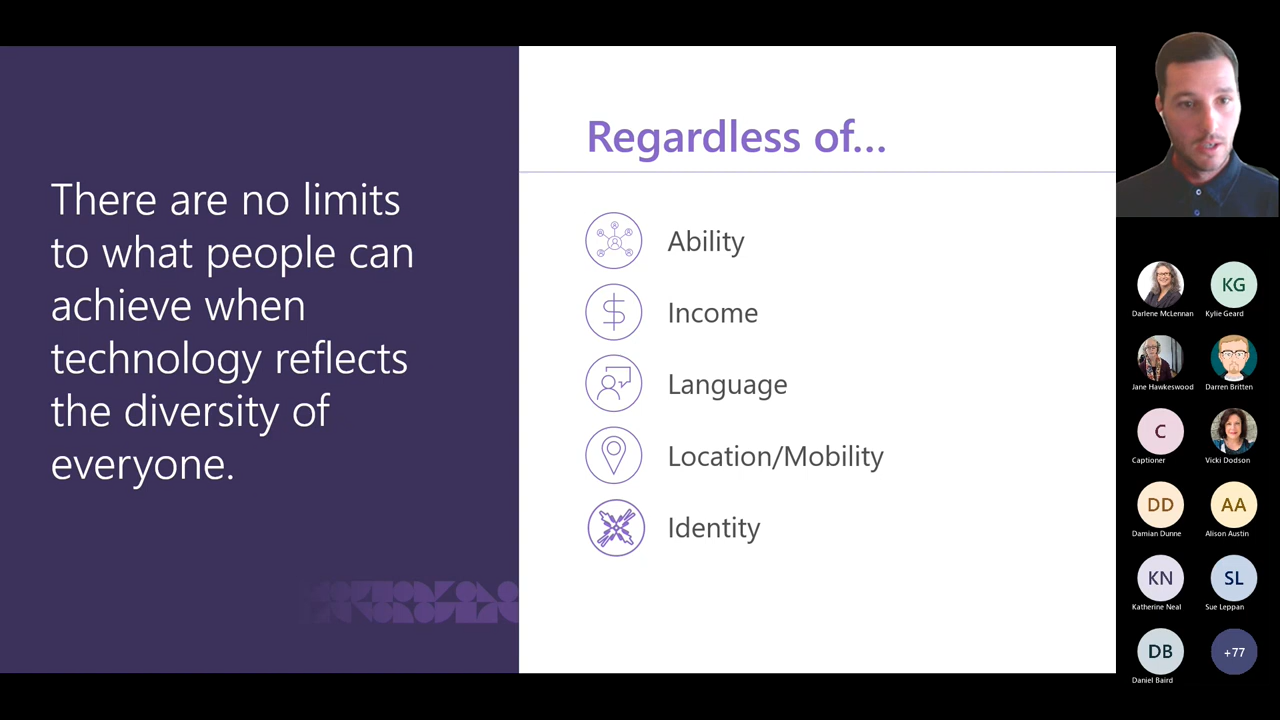 There are no limits
to what people can
achieve when
technology reflects
the diversity of
everyone.
Regardless of...
Ability
Income
Language
Location/Mobility
Identity
Darlene McLennan
KG
Kylie Geard
Jane Hawkeswood
Darren Britten
C
Captioner
Vicki Dodson
DD
Damian Dunne
AA
Alison Austin
KN
Katherine Neal
SL
Sue Leppan
DB
Daniel Baird
+77